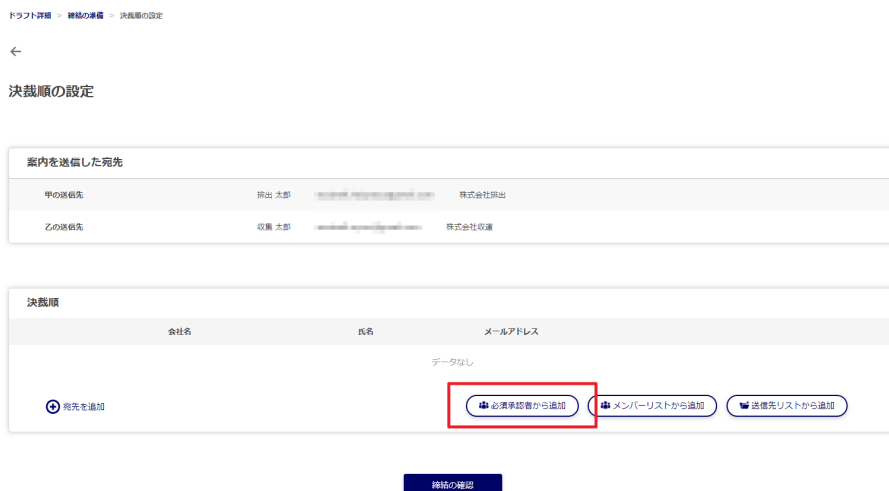 ドラフト詳細 > 締結の準備 > 決裁順の設定
決裁順の設定
案内を送信した宛先
甲の送信先 排出 太郎 株式会社排出
乙の送信先 収集 太郎 株式会社収運
決裁順
会社名 氏名 メールアドレス
データなし
宛先を追加 必須承認者から追加 メンバーリストから追加 送信先リストから追加
締結の確認